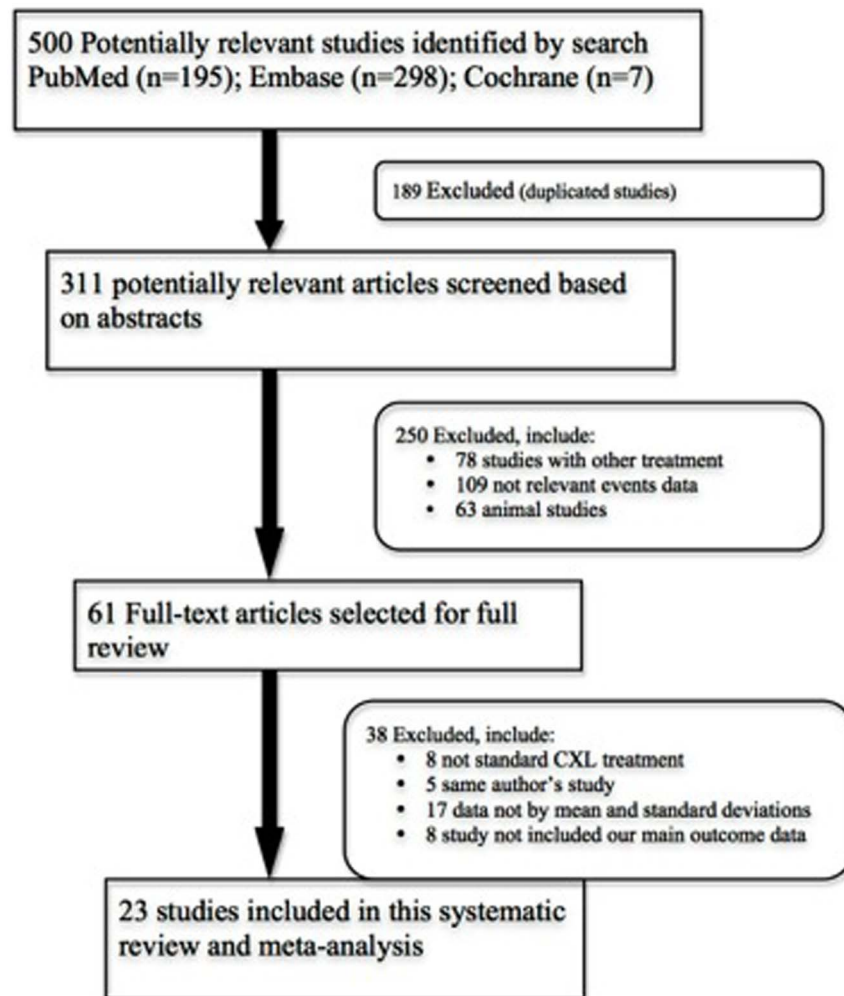 500 Potentially relevant studies identified by search
PubMed (n=195); Embase (n=298); Cochrane (n=7)
189 Excluded (duplicated studies)
311 potentially relevant articles screened based
on abstracts
250 Excluded, include:
• 78 studies with other treatment
• 109 not relevant events data
• 63 animal studies
61 Full-text articles selected for full
review
38 Excluded, include:
• 8 not standard CXL treatment
• 5 same author's study
• 17 data not by mean and standard deviations
• 8 study not included our main outcome data
23 studies included in this systematic
review and meta-analysis